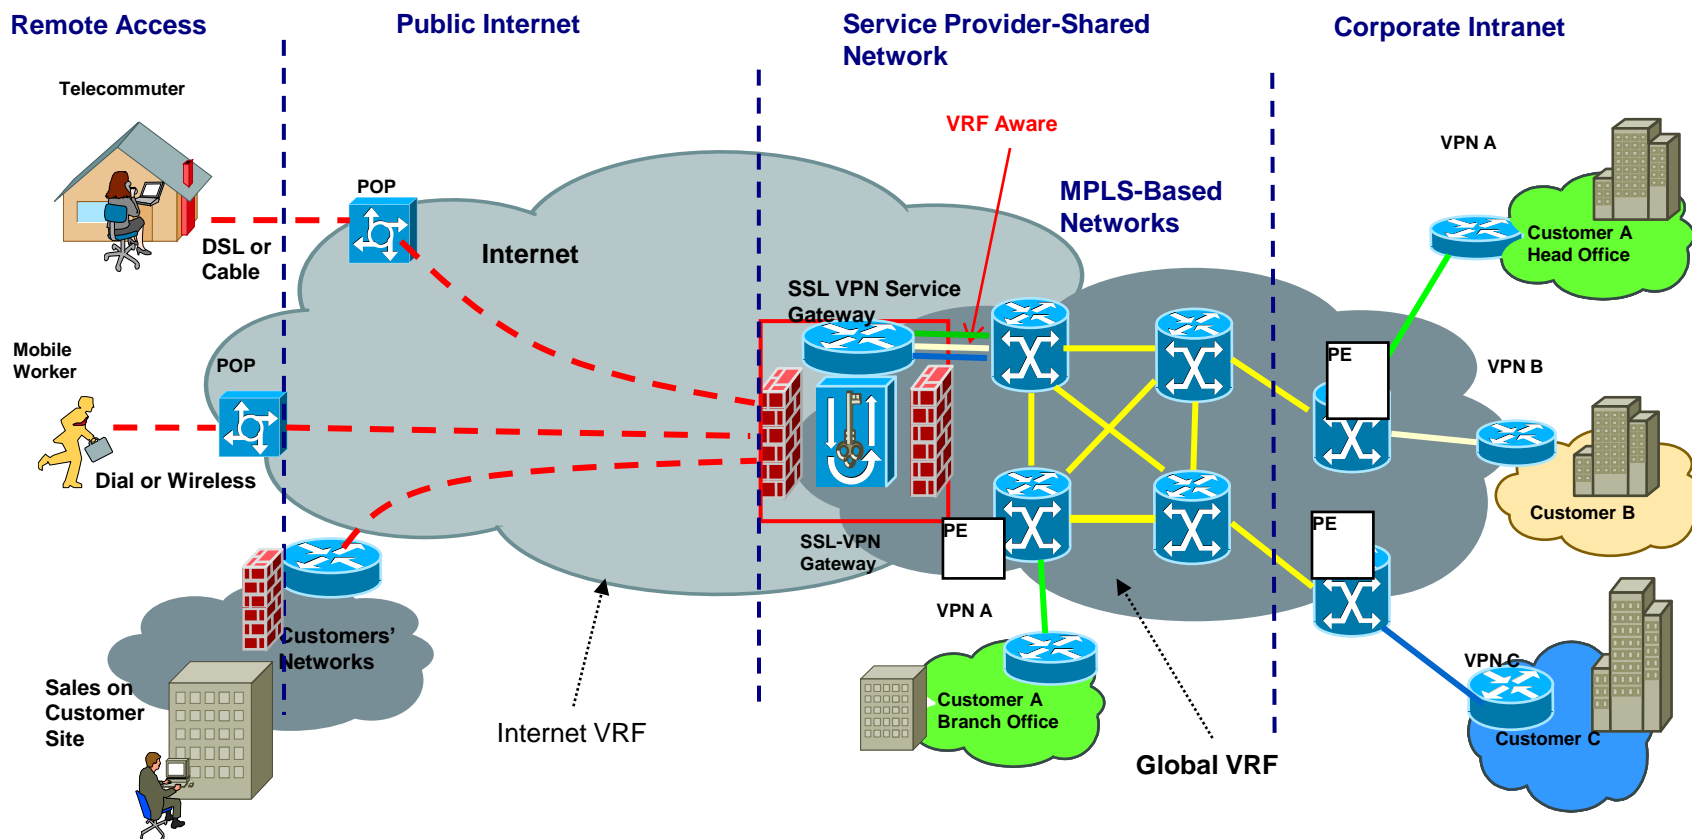 Remote Access
Public Internet
Service Provider-Shared
Network
Corporate Intranet
Telecommuter
VRF Aware
VPN A
POP
MPLS-Based
Networks
DSL or
Cable
Internet
Customer A
Head Office
SSL VPN Service
Gateway
Mobile
Worker
POP
PE
VPN B
Dial or Wireless
Customer B
PE
PE
SSL-VPN
Gateway
VPN A
Customers’
Networks
VPN C
Sales on
Customer
Site
Customer A
Branch Office
Internet VRF
Customer C
Global VRF